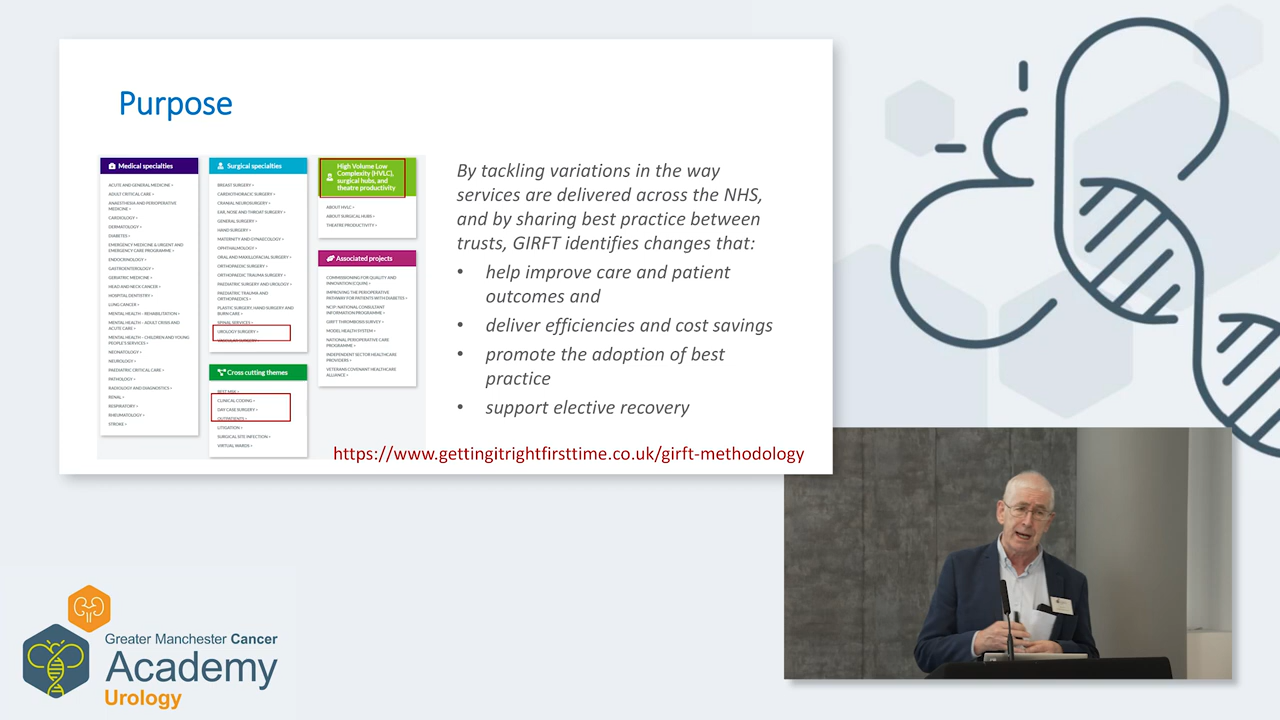 Purpose
Medical specialties
ACUTE AND GENERAL MEDICINE >
ADULT CRITICAL CARE >
ANAESTHESIA AND PERIOPERATIVE
MEDICINE >
CARDIOLOGY >
DERMATOLOGY >
DIABETES >
EMERGENCY MEDICINE (URGENT AND
EMERGENCY CARE PROGRAMME) >
ENDOCRINOLOGY >
GASTROENTEROLOGY >
GERIATRIC MEDICINE >
HEAD AND NECK CANCER >
HOSPITAL DENTISTRY >
LUNG CANCER >
MENTAL HEALTH - REHABILITATION >
MENTAL HEALTH - ADULT CRISIS AND
ACUTE CARE >
MENTAL HEALTH - CHILDREN AND YOUNG
PEOPLE'S SERVICES >
NEONATOLOGY >
NEUROLOGY >
PAEDIATRIC CRITICAL CARE >
PATHOLOGY >
RADIOLOGY AND DIAGNOSTICS >
RENAL >
RESPIRATORY >
RHEUMATOLOGY >
STROKE >
Surgical specialties
BREAST SURGERY >
CARDIOTHORACIC SURGERY >
CRANIAL NEUROSURGERY >
EAR, NOSE AND THROAT SURGERY >
GENERAL SURGERY >
HAND SURGERY >
MATERNITY AND GYNAECOLOGY >
OPHTHALMOLOGY >
ORAL AND MAXILLOFACIAL SURGERY >
ORTHOPAEDIC SURGERY >
ORTHOPAEDIC TRAUMA SURGERY >
PAEDIATRIC SURGERY AND UROLOGY >
PAEDIATRIC TRAUMA AND
ORTHOPAEDICS >
PLASTIC SURGERY: HAND SURGERY AND
BURN CARE >
SPINAL SERVICES >
UROLOGY SURGERY >
VASCULAR SURGERY >
Cross cutting themes
CLINICAL CODING >
DAY CASE SURGERY >
OUTPATIENTS >
LITIGATION >
SURGICAL SITE INFECTION >
VIRTUAL WARDS >
High Volume Low
Complexity (HVLC),
surgical hubs, and
theatre productivity
ABOUT HVLC >
ABOUT SURGICAL HUBS >
THEATRE PRODUCTIVITY >
Associated projects
COMMISSIONING FOR QUALITY AND
INNOVATION (CQUIN) >
IMPROVING THE PERIOPERATIVE
PATHWAY FOR PATIENTS WITH DIABETES >
NCIP: NATIONAL CONSULTANT
INFORMATION PROGRAMME >
GIRFT THROMBOSIS SURVEY >
MODEL HEALTH SYSTEM >
NATIONAL PERIOPERATIVE CARE
PROGRAMME >
INDEPENDENT SECTOR HEALTHCARE
PROVIDERS >
VETERANS COVENANT HEALTHCARE
ALLIANCE >
By tackling variations in the way
services are delivered across the NHS,
and by sharing best practice between
trusts, GIRFT identifies changes that:
• help improve care and patient
outcomes and
• deliver efficiencies and cost savings
• promote the adoption of best
practice
• support elective recovery
https://www.gettingitrightfirsttime.co.uk/girft-methodology
Greater Manchester Cancer
Academy
Urology